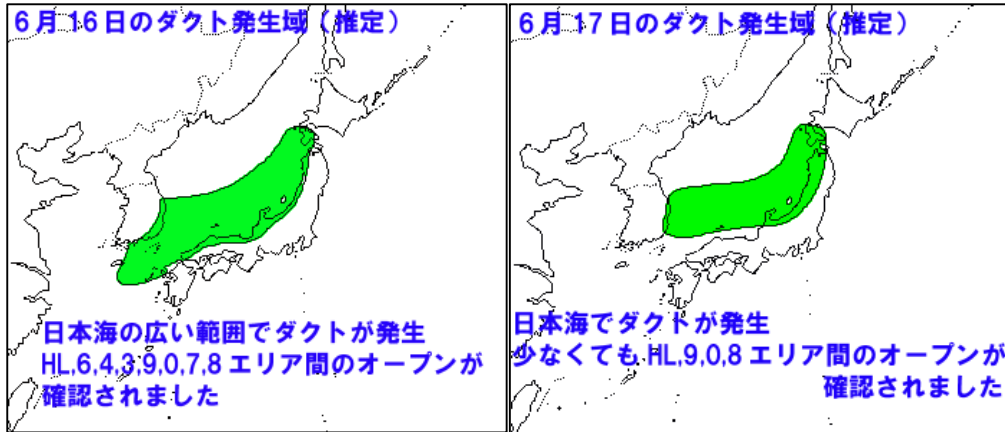 6月16日のダクト発生域（推定）
日本海の広い範囲でダクトが発生
HL,6,4,3,9,0,7,8エリア間のオープンが
確認されました
6月17日のダクト発生域（推定）
日本海でダクトが発生
少なくても HL,9,0,8エリア間のオープンが
確認されました